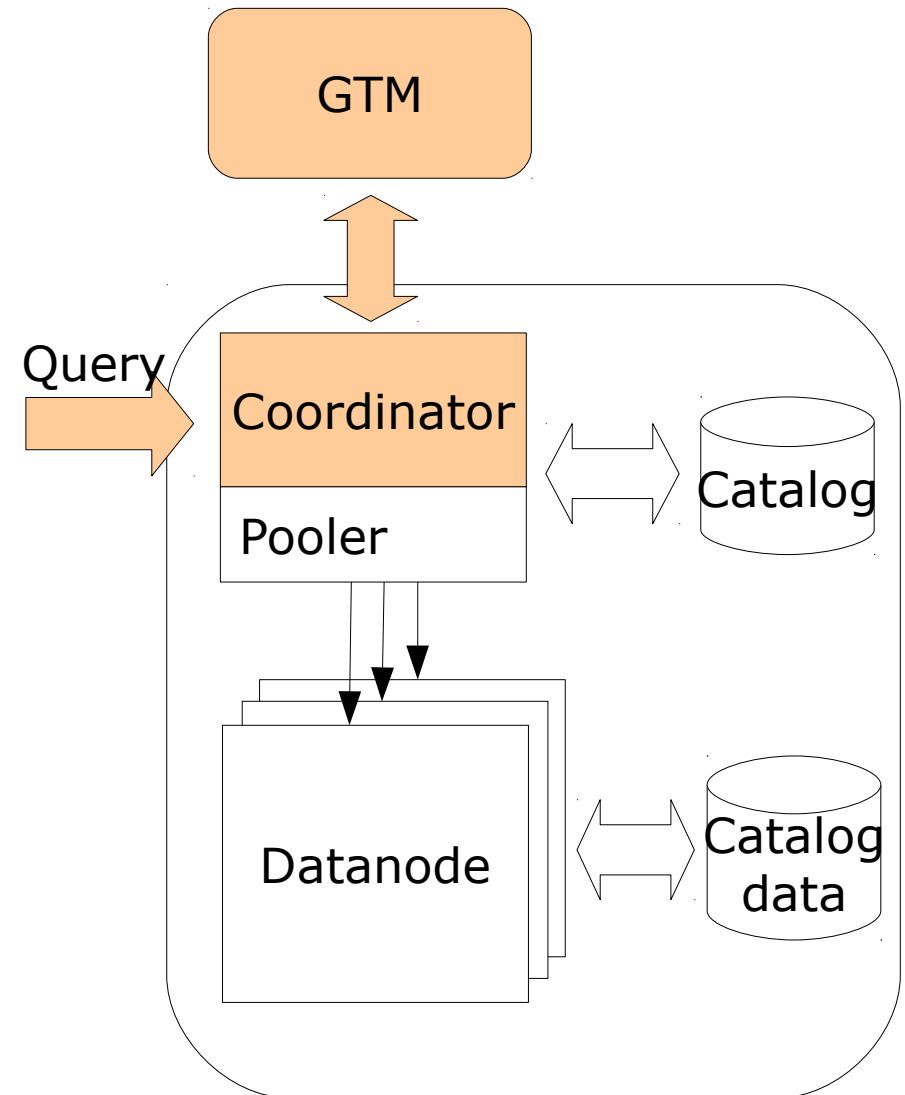 GTM
Query
Coordinator
Catalog
Pooler
Datanode
Catalog
data